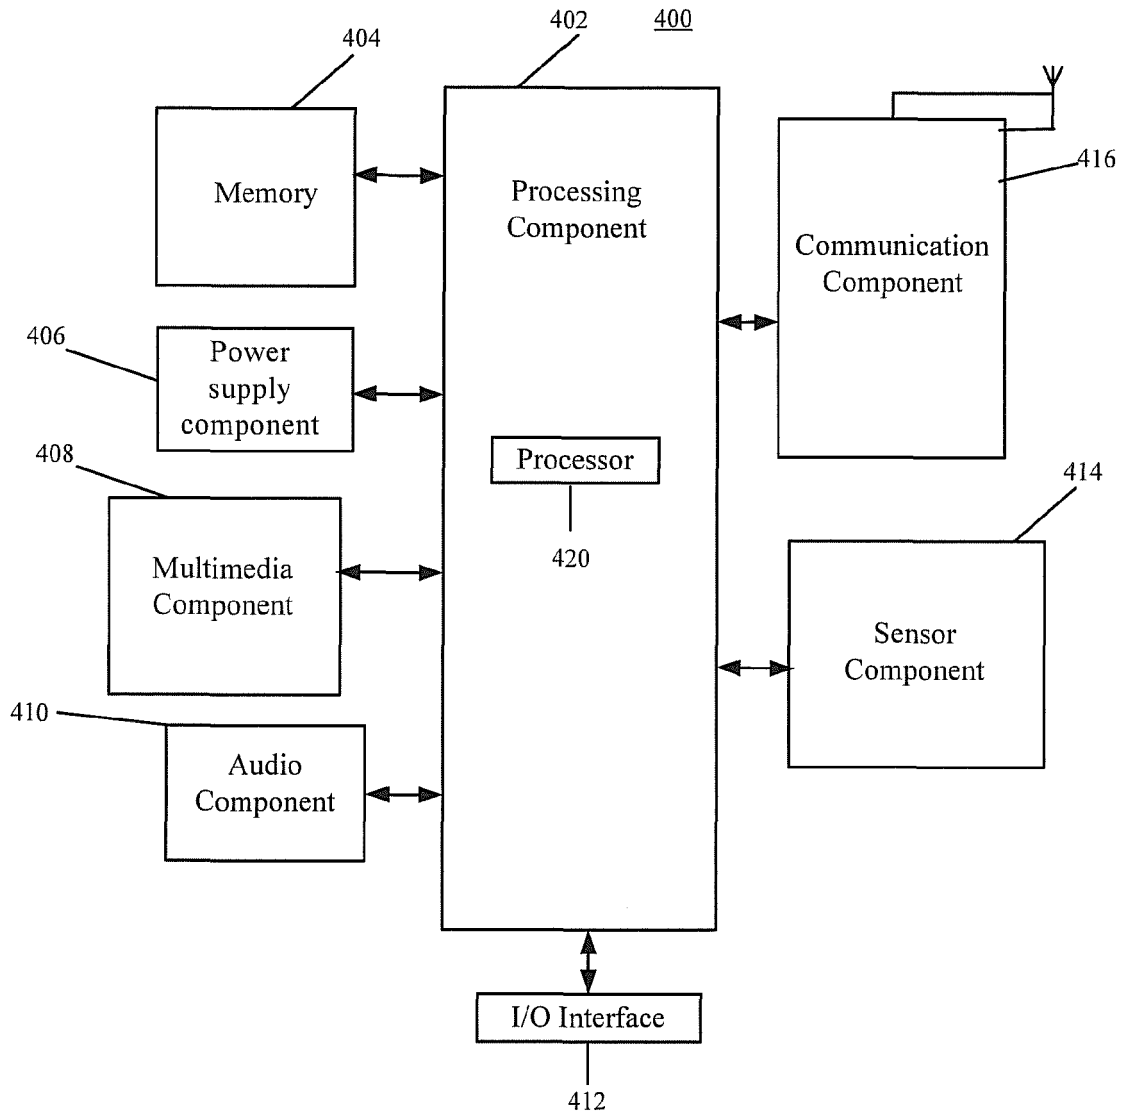 402
400
404
Memory
Processing
Component
416
Communication
Component
406
Power
supply
component
408
Processor
420
414
Multimedia
Component
Sensor
Component
410
Audio
Component
I/O Interface
412